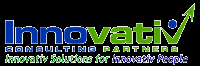 Innovativ
CONSULTING PARTNERS
Innovativ Solutions for Innovativ People